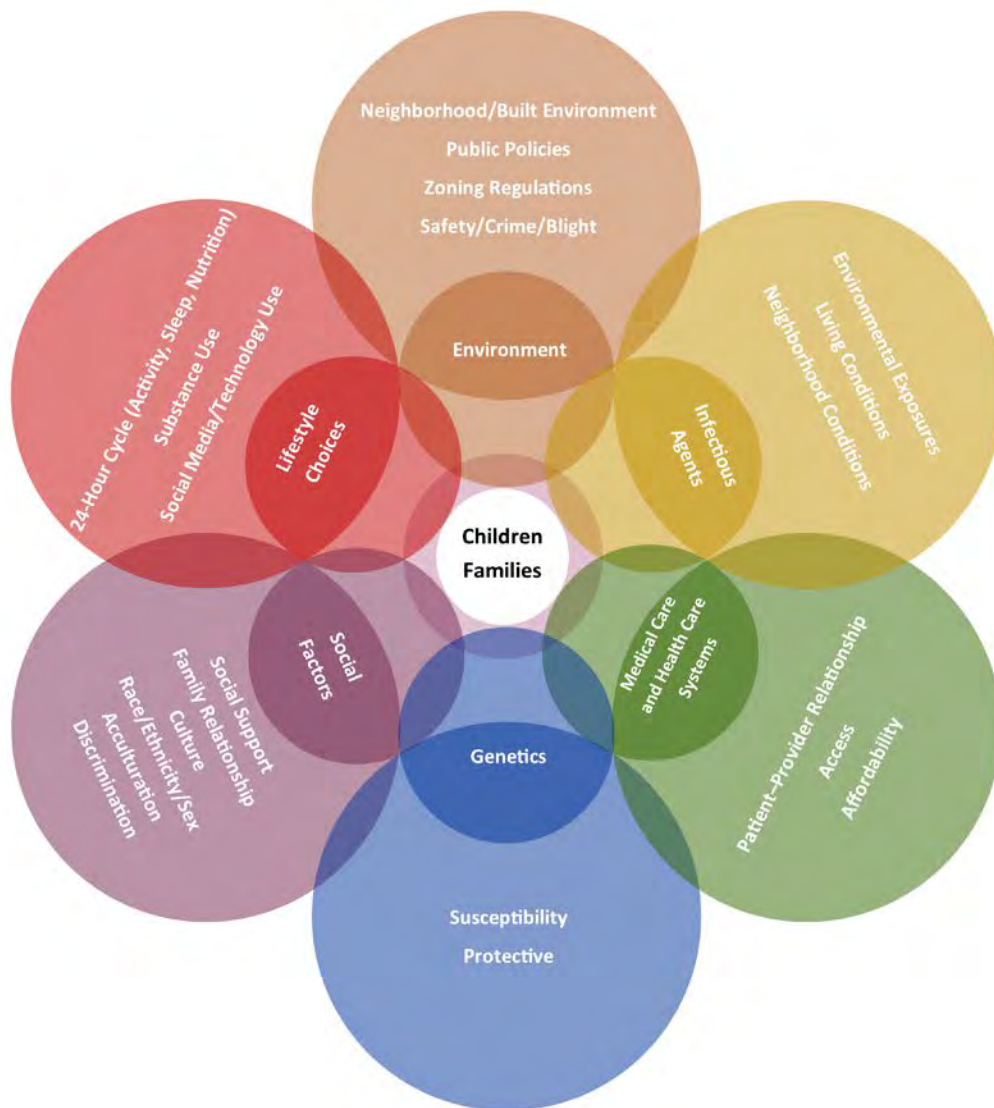 Neighborhood/Built Environment
Public Policies
Zoning Regulations
Safety/Crime/Blight
Environment
24-Hour Cycle (Activity, Sleep, Nutrition)
Substance Use
Social Media/Technology Use
Lifestyle
Choices
Environmental Exposures
Living Conditions
Neighborhood Conditions
Infectious
Agents
Children
Families
Social
Factors
Social Support
Family Relationship
Culture
Race/Ethnicity/Sex
Acculturation
Discrimination
Medical Care
and Health Care
Systems
Patient–Provider Relationship
Access
Affordability
Genetics
Susceptibility
Protective